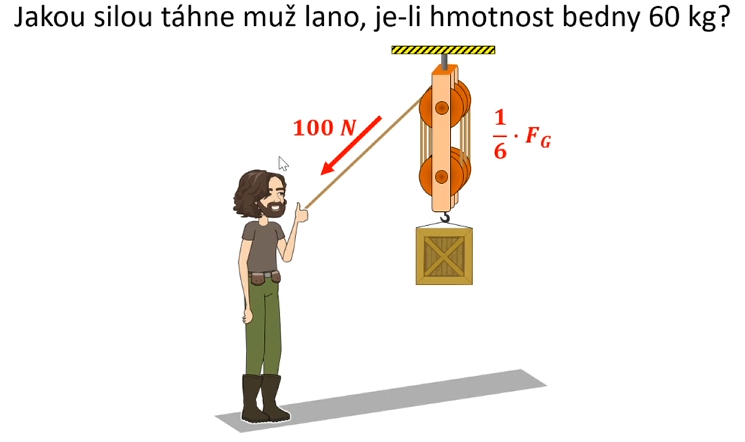 Jakou silou táhne muž lano, je-li hmotnost bedny 60 kg?
100 N
1/6 · F_G